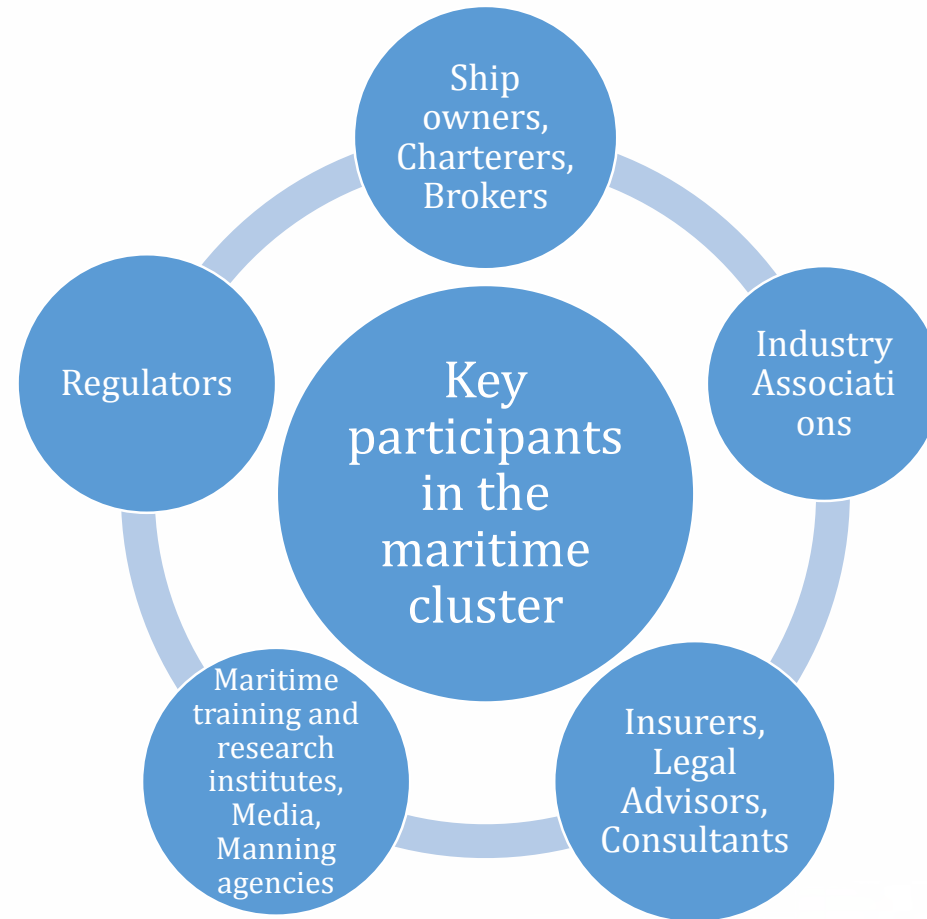 Ship
owners,
Charterers,
Brokers
Industry
Associati
ons
Insurers,
Legal
Advisors,
Consultants
Maritime
training and
research
institutes,
Media,
Manning
agencies
Regulators
Key
participants
in the
maritime
cluster